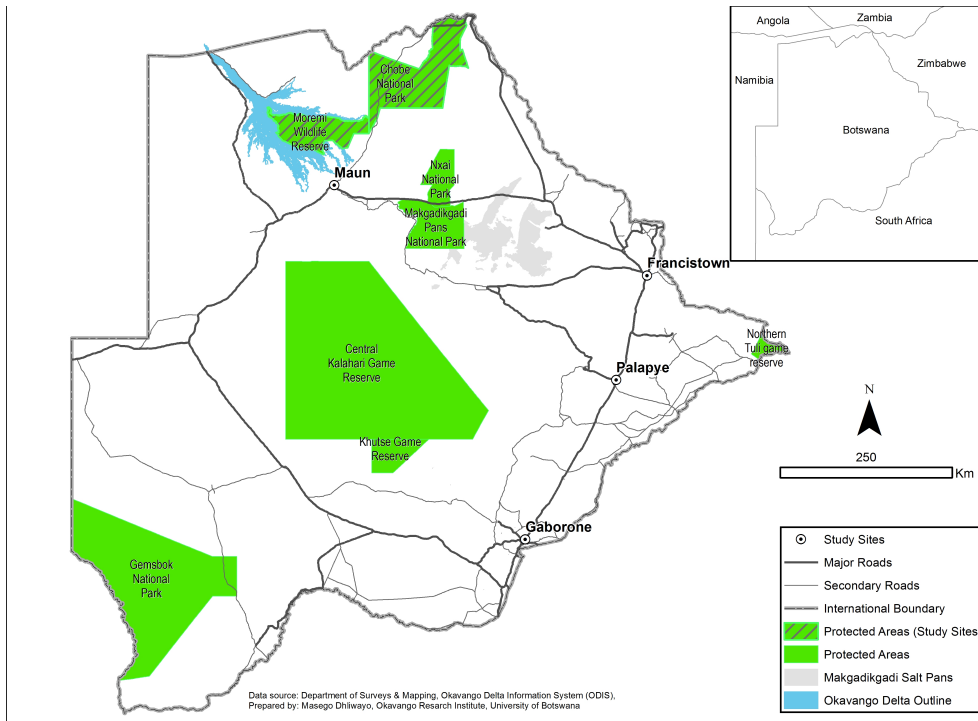 Chobe
National
Park
Moremi
Wildlife
Reserve
Maun
Nxai
National
Park
Makgadikgadi
Pans
National Park
Francistown
Northern
Tuli game
reserve
Central
Kalahari Game
Reserve
Palapye
Khutse Game
Reserve
Gaborone
Gemsbok
National
Park
Data source: Department of Surveys & Mapping, Okavango Delta Information System (ODIS),
Prepared by: Masego Dhliwayo, Okavango Resarch Institute, University of Botswana
Angola
Zambia
Namibia
Zimbabwe
Botswana
South Africa
N
250
Km
Study Sites
Major Roads
Secondary Roads
International Boundary
Protected Areas (Study Sites
Protected Areas
Makgadikgadi Salt Pans
Okavango Delta Outline